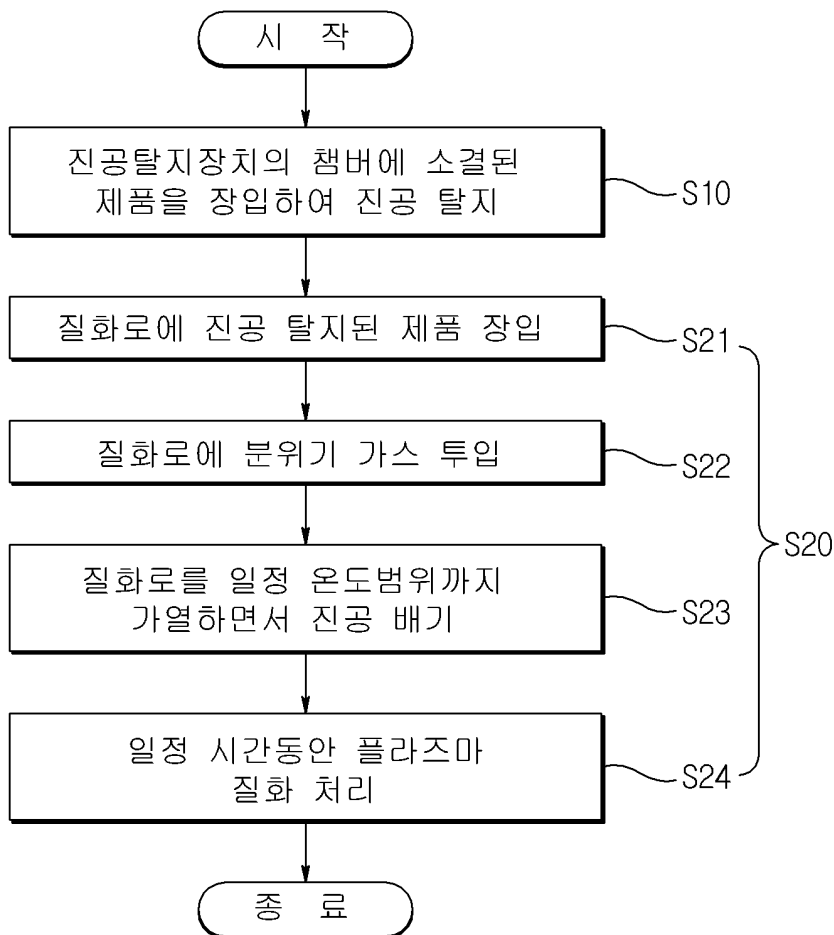 시 작
진공탈지장치의 챔버에 소결된
제품을 장입하여 진공 탈지
S10
질화로에 진공 탈지된 제품 장입
S21
질화로에 분위기 가스 투입
S22
S20
질화로를 일정 온도범위까지
가열하면서 진공 배기
S23
일정 시간동안 플라즈마
질화 처리
S24
종 료